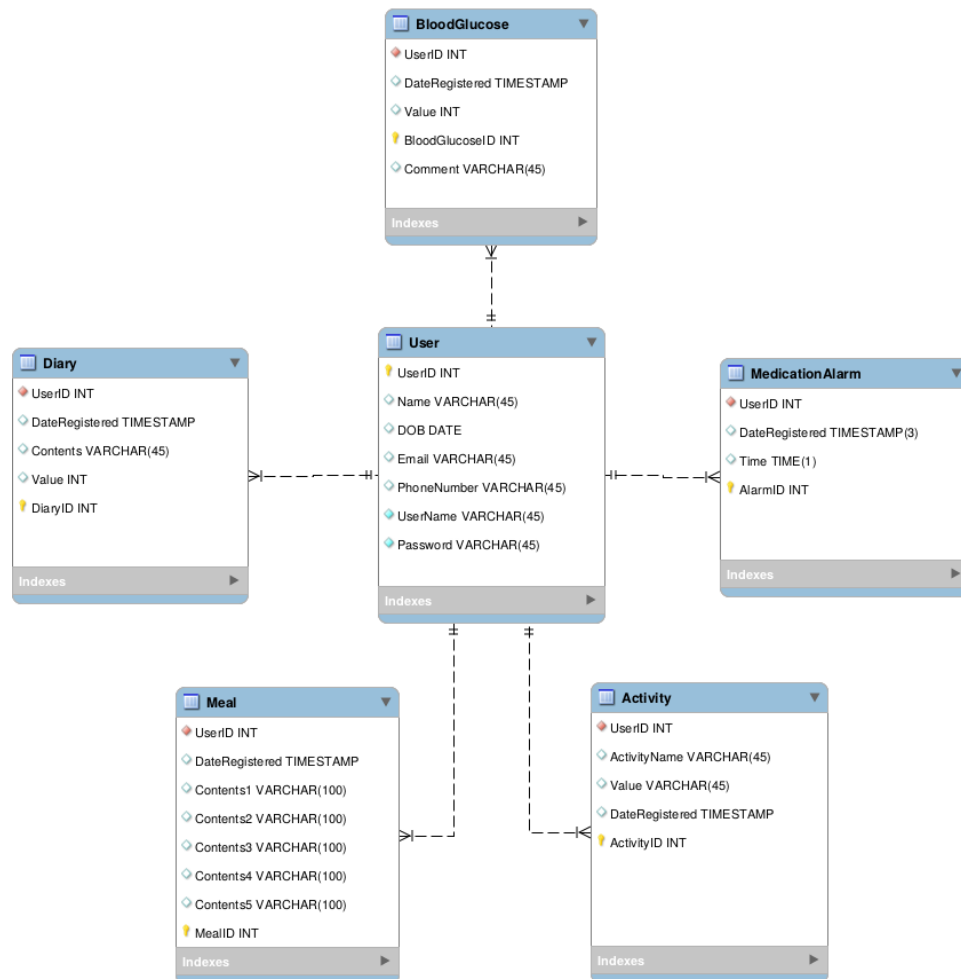 BloodGlucose
UserID INT
DateRegistered TIMESTAMP
Value INT
BloodGlucoseID INT
Comment VARCHAR(45)
Indexes
User
UserID INT
Name VARCHAR(45)
DOB DATE
Email VARCHAR(45)
PhoneNumber VARCHAR(45)
UserName VARCHAR(45)
Password VARCHAR(45)
Indexes
Diary
UserID INT
DateRegistered TIMESTAMP
Contents VARCHAR(45)
Value INT
DiaryID INT
Indexes
MedicationAlarm
UserID INT
DateRegistered TIMESTAMP(3)
Time TIME(1)
AlarmID INT
Indexes
Meal
UserID INT
DateRegistered TIMESTAMP
Contents1 VARCHAR(100)
Contents2 VARCHAR(100)
Contents3 VARCHAR(100)
Contents4 VARCHAR(100)
Contents5 VARCHAR(100)
MealID INT
Indexes
Activity
UserID INT
ActivityName VARCHAR(45)
Value VARCHAR(45)
DateRegistered TIMESTAMP
ActivityID INT
Indexes